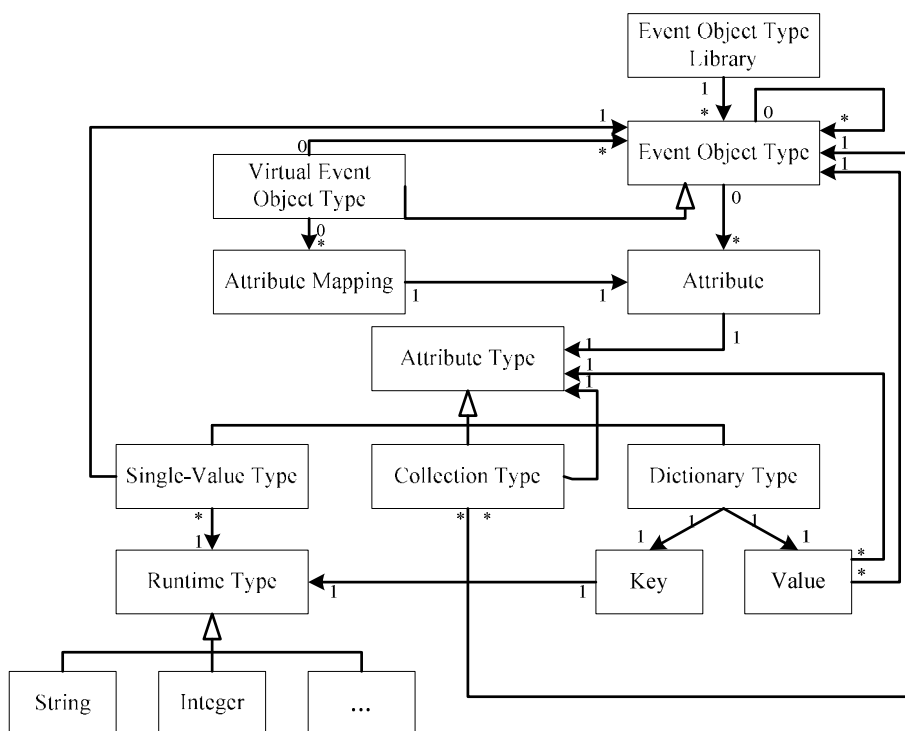 Event Object Type
Library
1
*
0
*
1
Event Object Type
1
1
0
*
Virtual Event
Object Type
0
*
0
*
Attribute Mapping
1
1
Attribute
1
Attribute Type
1
1
1
Single-Value Type
Collection Type
Dictionary Type
*
*
*
1
1
1
1
1
Runtime Type
1
1
Key
Value
*
*
String
Integer
...